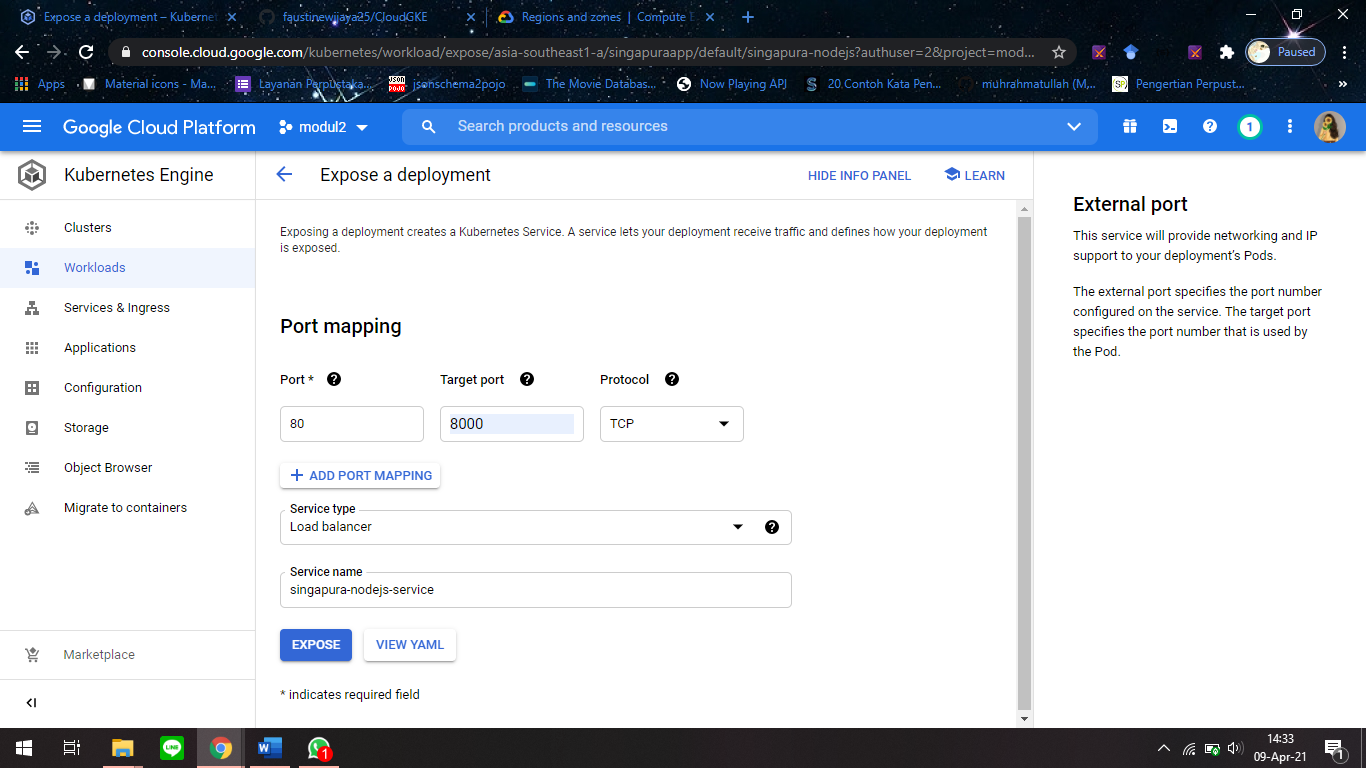 Expose a deployment – Kubernet
faustinewijaya25/CloudGKE
Regions and zones | Compute E
console.cloud.google.com/kubernetes/workload/expose/asia-southeast1-a/singapuraapp/default/singapura-nodejs?authuser=2&project=mod...
Paused
Apps
Material icons - Ma...
Layanan Perpustaka...
JSON
POJO
jsonschema2pojo
The Movie Databas...
Now Playing API
20 Contoh Kata Pen...
muhrahmatullah (M,...
Pengertian Perpust...
Google Cloud Platform
modul2
Search products and resources
1
Kubernetes Engine
Expose a deployment
HIDE INFO PANEL
LEARN
Clusters
Workloads
Services & Ingress
Applications
Configuration
Storage
Object Browser
Migrate to containers
Marketplace
Exposing a deployment creates a Kubernetes Service. A service lets your deployment receive traffic and defines how your deployment
is exposed.
Port mapping
Port *
Target port
Protocol
80
8000
TCP
ADD PORT MAPPING
Service type
Load balancer
Service name
singapura-nodejs-service
EXPOSE
VIEW YAML
* indicates required field
External port
This service will provide networking and IP
support to your deployment's Pods.
The external port specifies the port number
configured on the service. The target port
specifies the port number that is used by
the Pod.
LINE
W
1
14:33
09-Apr-21
1